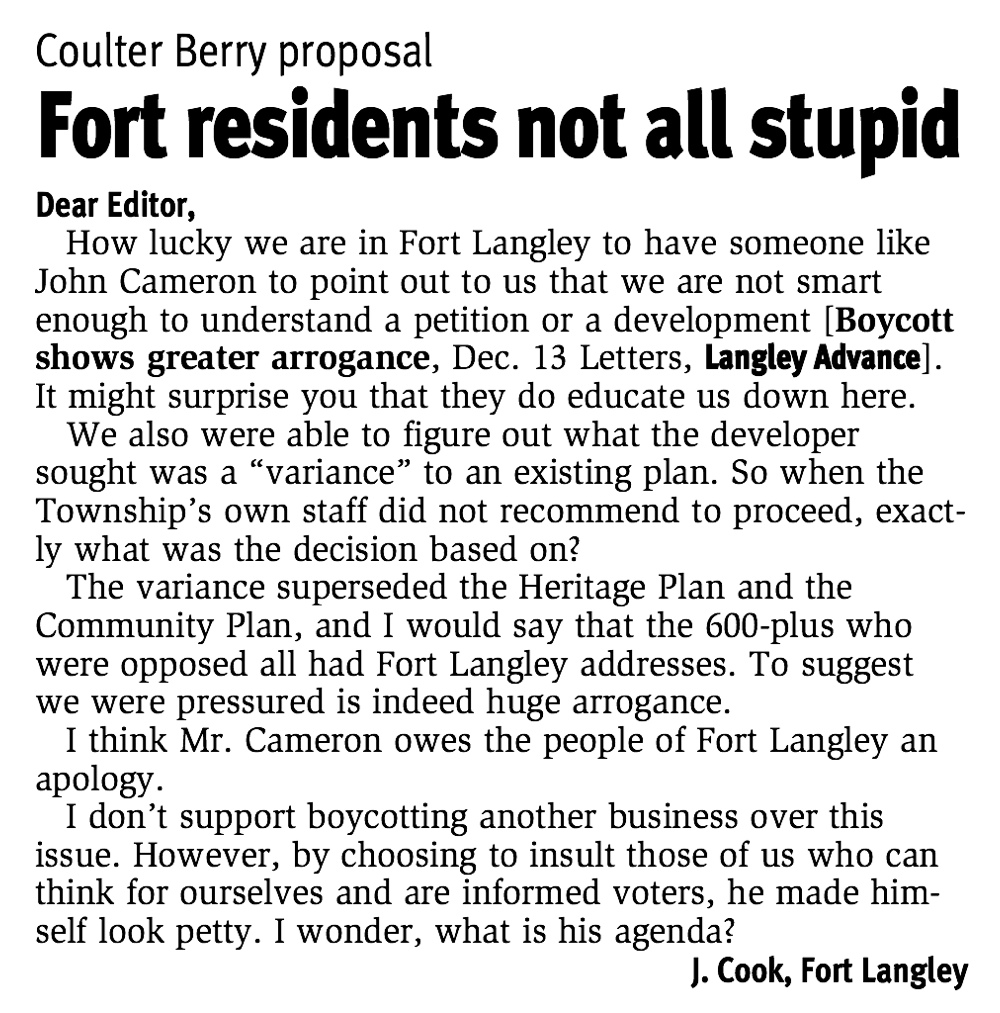 Coulter Berry proposal
Fort residents not all stupid
Dear Editor,
How lucky we are in Fort Langley to have someone like
John Cameron to point out to us that we are not smart
enough to understand a petition or a development [Boycott
shows greater arrogance, Dec. 13 Letters, Langley Advance].
It might surprise you that they do educate us down here.
We also were able to figure out what the developer
sought was a “variance” to an existing plan. So when the
Township’s own staff did not recommend to proceed, exact-
ly what was the decision based on?
The variance superseded the Heritage Plan and the
Community Plan, and I would say that the 600-plus who
were opposed all had Fort Langley addresses. To suggest
we were pressured is indeed huge arrogance.
I think Mr. Cameron owes the people of Fort Langley an
apology.
I don’t support boycotting another business over this
issue. However, by choosing to insult those of us who can
think for ourselves and are informed voters, he made him-
self look petty. I wonder, what is his agenda?
J. Cook, Fort Langley